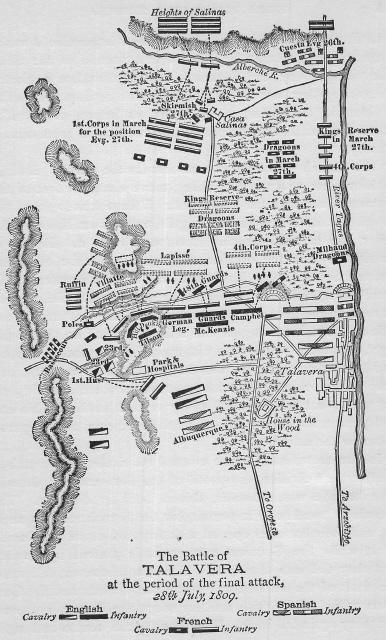 Heights of Salinas
Cuesta Evg 26th.
Alberche R.
Skirmish
27th.
Casa
Salinas
1st. Corps in March
for the position
Evg. 27th.
Kings Reserve
in March
27th.
Dragoons
in March
27th.
4th. Corps
River Tagus
Kings Reserve
Dragoons
Lapisse
4th. Corps
Milhaud
Dragoons
Ruffin
Villatte
Poles
German
Leg.
Guards
Mc.Kenzie
Campbell
23rd.
1st. Hus.
Park &
Hospitals
Talavera
House in the
Wood
Albuquerque
To Oropesa
To Arzobispo
The Battle of
TALAVERA
at the period of the final attack,
28th July, 1809.
English
Cavalry Infantry
Spanish
Cavalry Infantry
French
Cavalry Infantry